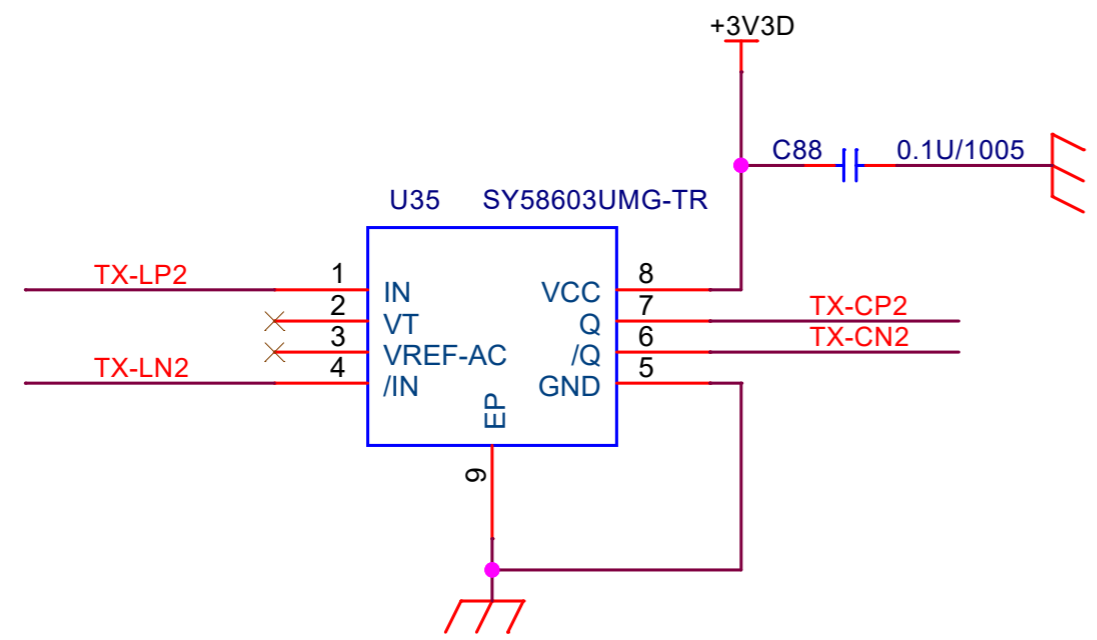 +3V3D
C88 0.1U/1005
U35 SY58603UMG-TR
TX-LP2 1 IN VCC 8
2 VT Q 7 TX-CP2
3 VREF-AC /Q 6 TX-CN2
TX-LN2 4 /IN GND 5
EP
9